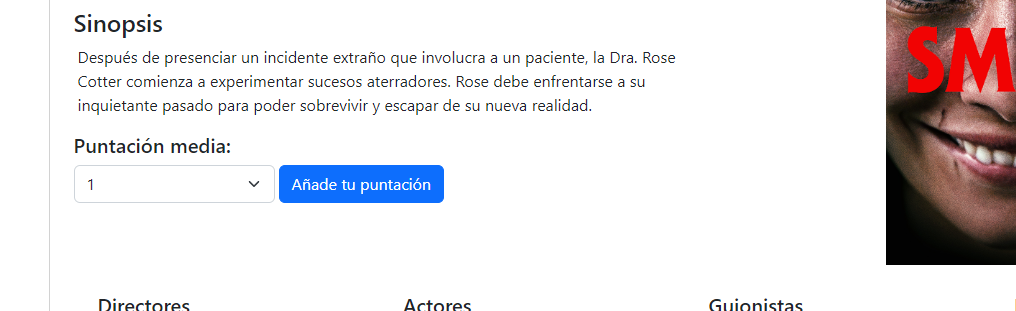 Sinopsis
Después de presenciar un incidente extraño que involucra a un paciente, la Dra. Rose
Cotter comienza a experimentar sucesos aterradores. Rose debe enfrentarse a su
inquietante pasado para poder sobrevivir y escapar de su nueva realidad.
SM
Puntación media:
1
Añade tu puntación
Directores
Actores
Guionistas